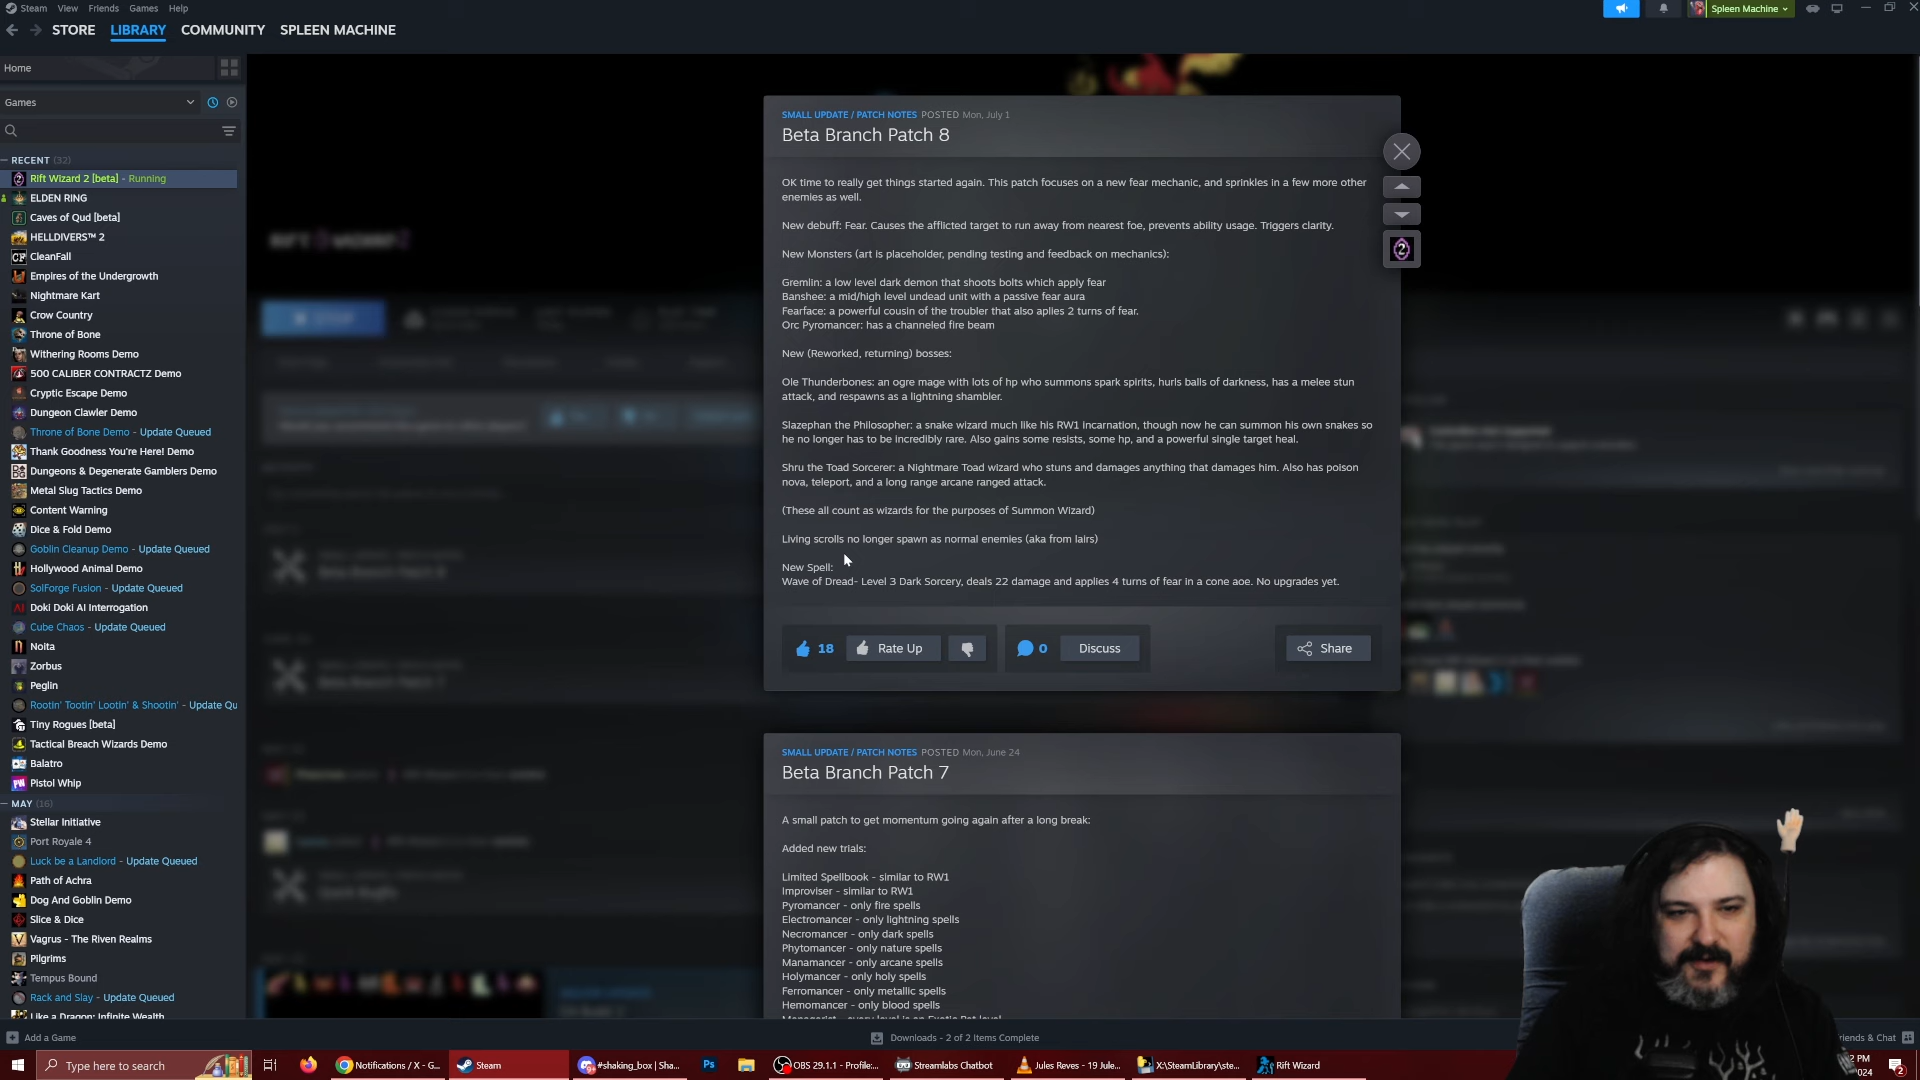 Steam View Friends Games Help
Spleen Machine
STORE LIBRARY COMMUNITY SPLEEN MACHINE
Home
Games
RECENT (32)
Rift Wizard 2 [beta] - Running
ELDEN RING
Caves of Qud [beta]
HELLDIVERS™ 2
CleanFall
Empires of the Undergrowth
Nightmare Kart
Crow Country
Throne of Bone
Withering Rooms Demo
500 CALIBER CONTRACTZ Demo
Cryptic Escape Demo
Dungeon Clawler Demo
Throne of Bone Demo - Update Queued
Thank Goodness You're Here! Demo
Dungeons & Degenerate Gamblers Demo
Metal Slug Tactics Demo
Content Warning
Dice & Fold Demo
Goblin Cleanup Demo - Update Queued
Hollywood Animal Demo
SolForge Fusion - Update Queued
Doki Doki AI Interrogation
Cube Chaos - Update Queued
Noita
Zorbus
Peglin
Rootin' Tootin' Lootin' & Shootin' - Update Qu
Tiny Rogues [beta]
Tactical Breach Wizards Demo
Balatro
Pistol Whip
MAY (16)
Stellar Initiative
Port Royale 4
Luck be a Landlord - Update Queued
Path of Achra
Dog And Goblin Demo
Slice & Dice
Vagrus - The Riven Realms
Pilgrims
Tempus Bound
Rack and Slay - Update Queued
Like a Dragon: Infinite Wealth
SMALL UPDATE / PATCH NOTES POSTED Mon, July 1
Beta Branch Patch 8
OK time to really get things started again. This patch focuses on a new fear mechanic, and sprinkles in a few more other
enemies as well.
New debuff: Fear. Causes the afflicted target to run away from nearest foe, prevents ability usage. Triggers clarity.
New Monsters (art is placeholder, pending testing and feedback on mechanics):
Gremlin: a low level dark demon that shoots bolts which apply fear
Banshee: a mid/high level undead unit with a passive fear aura
Fearface: a powerful cousin of the troubler that also aplies 2 turns of fear.
Orc Pyromancer: has a channeled fire beam
New (Reworked, returning) bosses:
Ole Thunderbones: an ogre mage with lots of hp who summons spark spirits, hurls balls of darkness, has a melee stun
attack, and respawns as a lightning shambler.
Slazephan the Philosopher: a snake wizard much like his RW1 incarnation, though now he can summon his own snakes so
he no longer has to be incredibly rare. Also gains some resists, some hp, and a powerful single target heal.
Shru the Toad Sorcerer: a Nightmare Toad wizard who stuns and damages anything that damages him. Also has poison
nova, teleport, and a long range arcane ranged attack.
(These all count as wizards for the purposes of Summon Wizard)
Living scrolls no longer spawn as normal enemies (aka from lairs)
New Spell:
Wave of Dread- Level 3 Dark Sorcery, deals 22 damage and applies 4 turns of fear in a cone aoe. No upgrades yet.
18 Rate Up 0 Discuss Share
SMALL UPDATE / PATCH NOTES POSTED Mon, June 24
Beta Branch Patch 7
A small patch to get momentum going again after a long break:
Added new trials:
Limited Spellbook - similar to RW1
Improviser - similar to RW1
Pyromancer - only fire spells
Electromancer - only lightning spells
Necromancer - only dark spells
Phytomancer - only nature spells
Manamancer - only arcane spells
Holymancer - only holy spells
Ferromancer - only metallic spells
Hemomancer - only blood spells
Add a Game
Downloads - 2 of 2 Items Complete
riends & Chat
Type here to search
Notifications / X - G...
Steam
#shaking_box | Sha...
Ps
OBS 29.1.1 - Profile:...
Streamlabs Chatbot
Jules Reves - 19 Jule...
X:\SteamLibrary\ste...
Rift Wizard
2 PM
024
2